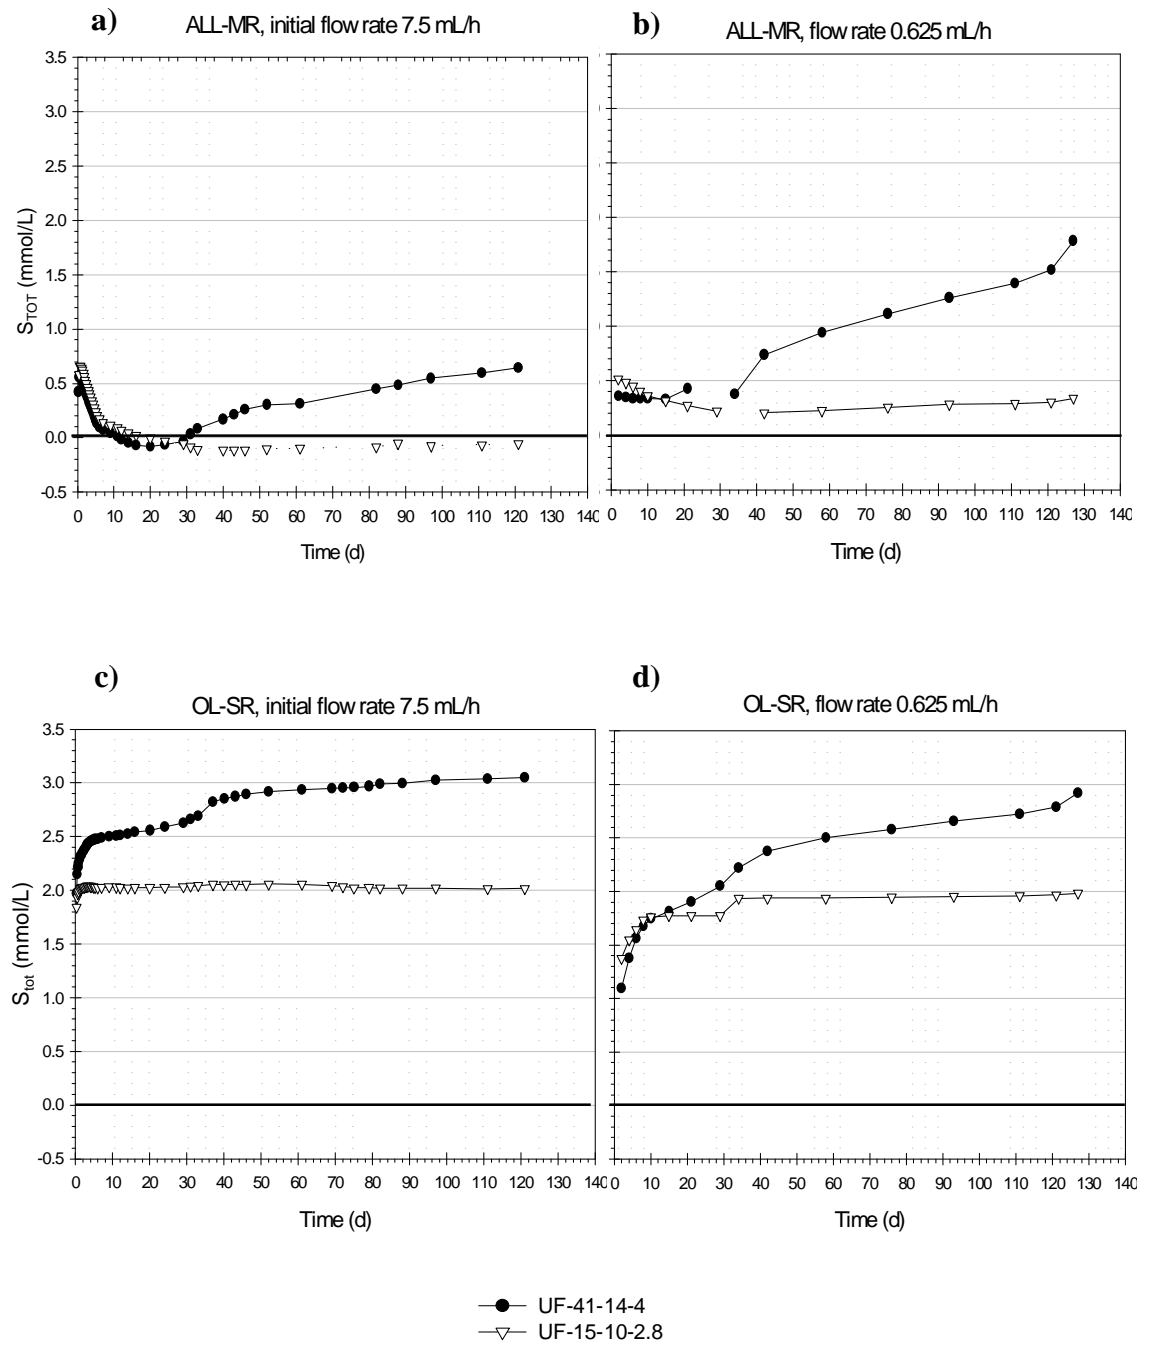 a)
ALL-MR, initial flow rate 7.5 mL/h
b)
ALL-MR, flow rate 0.625 mL/h
3.5
3.0
2.5
2.0
1.5
1.0
0.5
0.0
-0.5
S_TOT (mmol/L)
0 10 20 30 40 50 60 70 80 90 100 110 120 130 140
Time (d)
0 10 20 30 40 50 60 70 80 90 100 110 120 130 140
Time (d)
c)
OL-SR, initial flow rate 7.5 mL/h
d)
OL-SR, flow rate 0.625 mL/h
3.5
3.0
2.5
2.0
1.5
1.0
0.5
0.0
-0.5
S_tot (mmol/L)
0 10 20 30 40 50 60 70 80 90 100 110 120 130 140
Time (d)
0 10 20 30 40 50 60 70 80 90 100 110 120 130 140
Time (d)
UF-41-14-4
UF-15-10-2.8